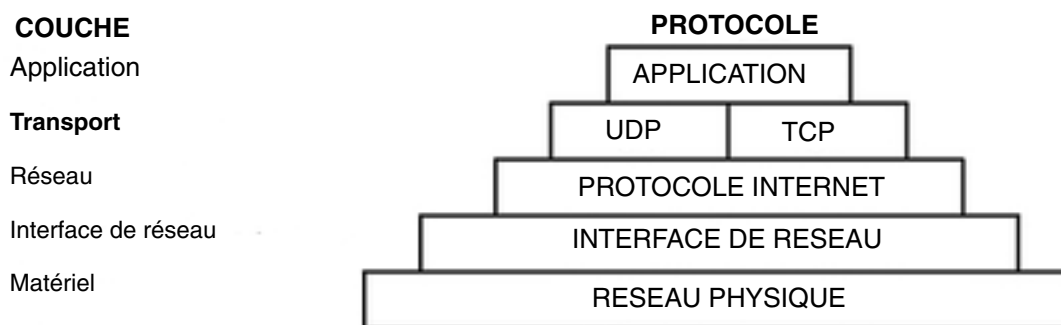 COUCHE PROTOCOLE
Application APPLICATION
Transport UDP TCP
Réseau PROTOCOLE INTERNET
Interface de réseau INTERFACE DE RESEAU
Matériel RESEAU PHYSIQUE